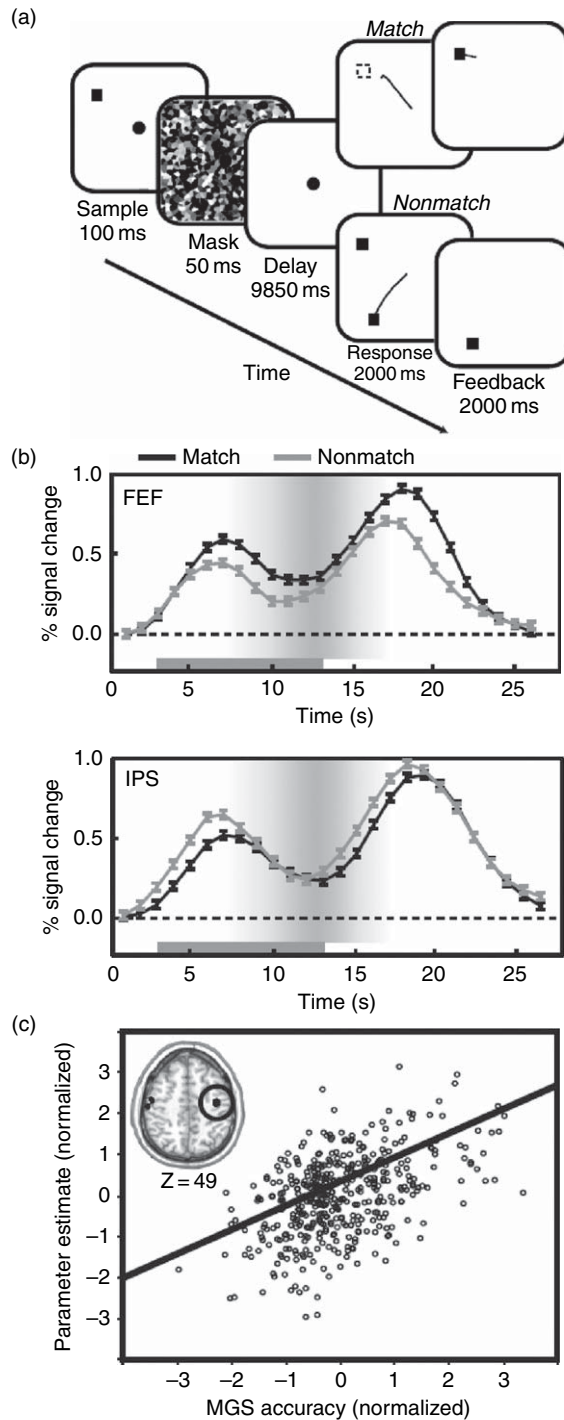 (a)
Match
Sample
100 ms
Mask
50 ms
Delay
9850 ms
Nonmatch
Response
2000 ms
Feedback
2000 ms
Time
(b)
Match Nonmatch
FEF
% signal change
1.0
0.5
0.0
0 5 10 15 20 25
Time (s)
IPS
% signal change
1.0
0.5
0.0
0 5 10 15 20 25
Time (s)
(c)
Z = 49
Parameter estimate (normalized)
3
2
1
0
–1
–2
–3
–3 –2 –1 0 1 2 3
MGS accuracy (normalized)